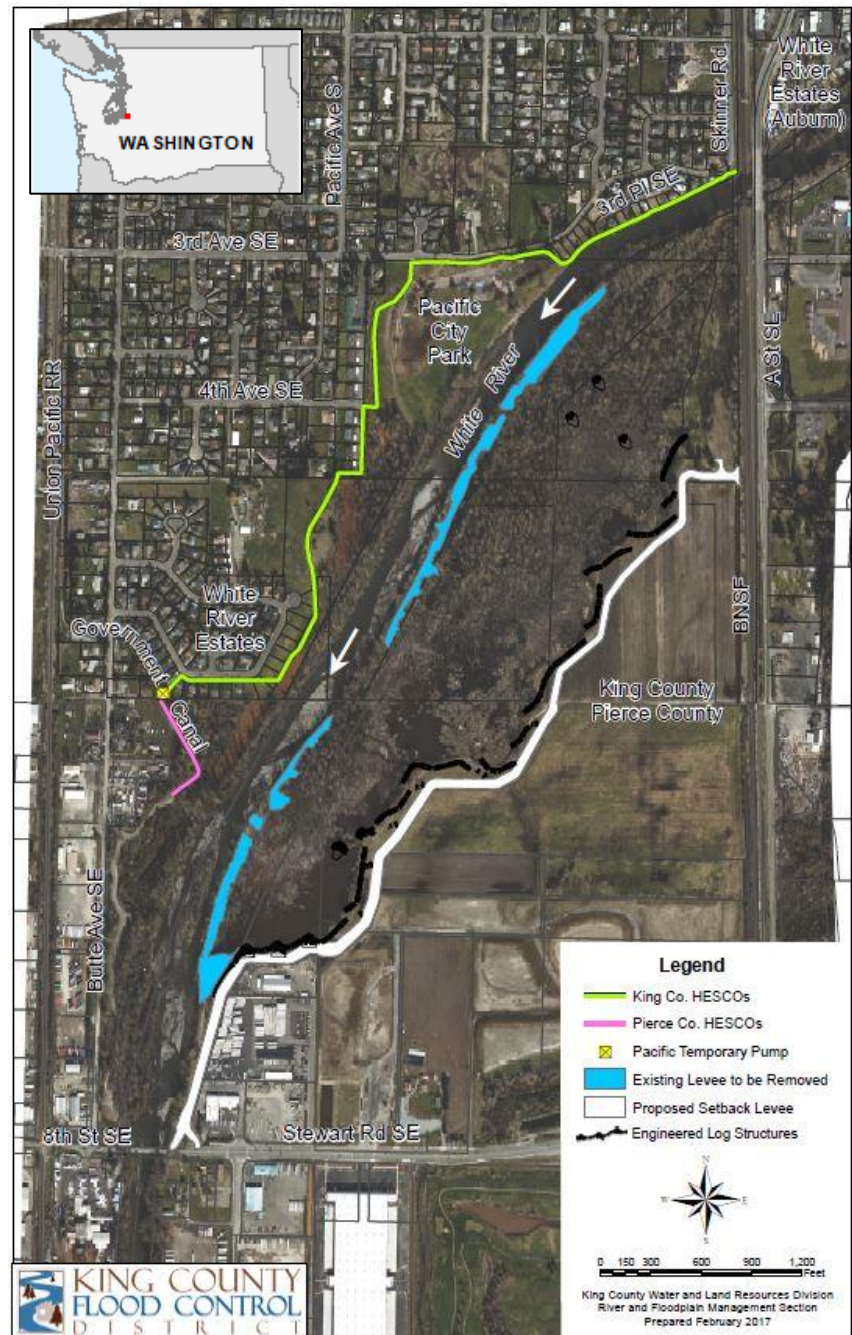 WASHINGTON
Pacific Ave S
Skinner Rd
White
River
Estates
(Auburn)
3rd Pl SE
3rd Ave SE
Pacific
City
Park
A St SE
White River
4th Ave SE
Union Pacific RR
White
River
Estates
Government Canal
BNSF
King County
Pierce County
Butte Ave SE
8th St SE
Stewart Rd SE
Legend
King Co. HESCOs
Pierce Co. HESCOs
Pacific Temporary Pump
Existing Levee to be Removed
Proposed Setback Levee
Engineered Log Structures
N
W E
S
0 150 300 600 900 1,200
Feet
King County Water and Land Resources Division
River and Floodplain Management Section
Prepared February 2017
KING COUNTY
FLOOD CONTROL
DISTRICT